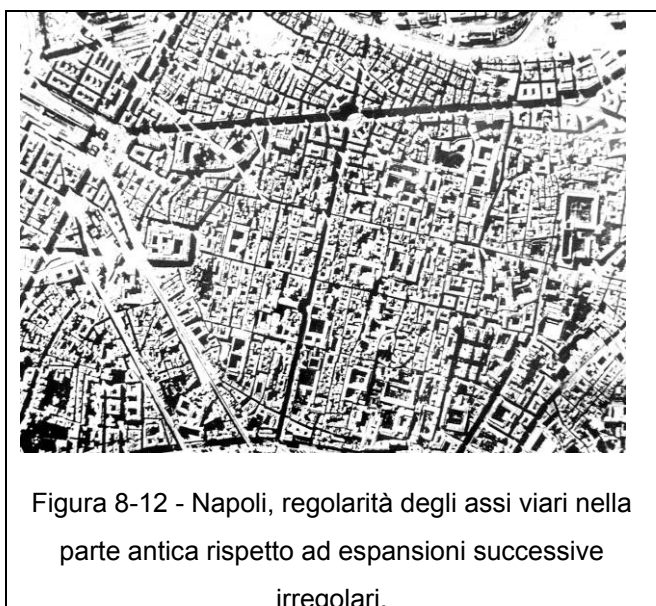 Figura 8-12 - Napoli, regolarità degli assi viari nella
parte antica rispetto ad espansioni successive
irregolari.